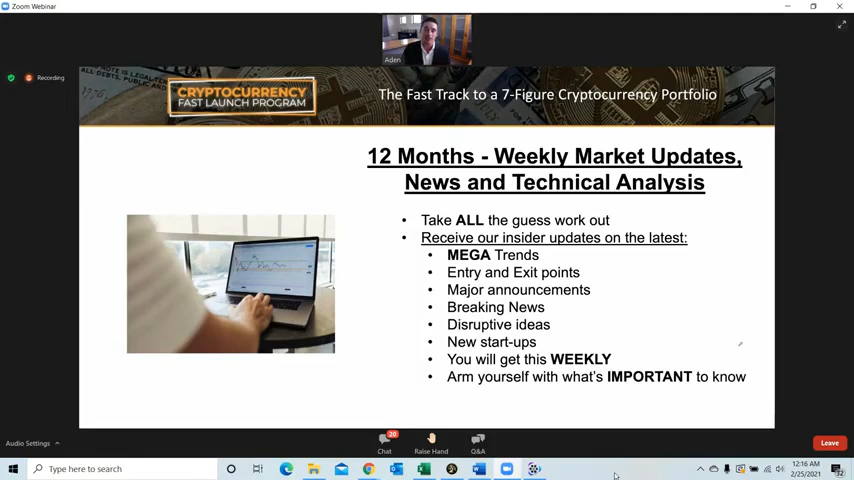 Zoom Webinar
Aden
Recording
CRYPTOCURRENCY
FAST LAUNCH PROGRAM
The Fast Track to a 7-Figure Cryptocurrency Portfolio
12 Months - Weekly Market Updates,
News and Technical Analysis
• Take ALL the guess work out
• Receive our insider updates on the latest:
• MEGA Trends
• Entry and Exit points
• Major announcements
• Breaking News
• Disruptive ideas
• New start-ups
• You will get this WEEKLY
• Arm yourself with what's IMPORTANT to know
Audio Settings
20
Chat
Raise Hand
Q&A
Leave
Type here to search
12:16 AM
2/25/2021